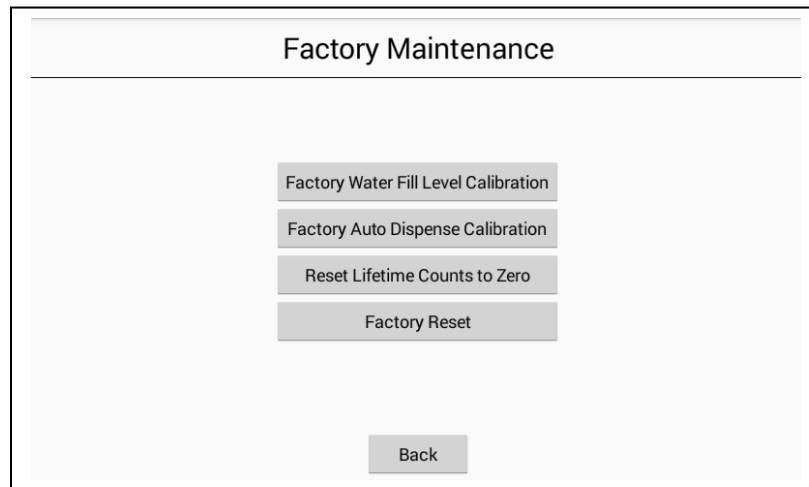 Factory Maintenance
Factory Water Fill Level Calibration
Factory Auto Dispense Calibration
Reset Lifetime Counts to Zero
Factory Reset
Back